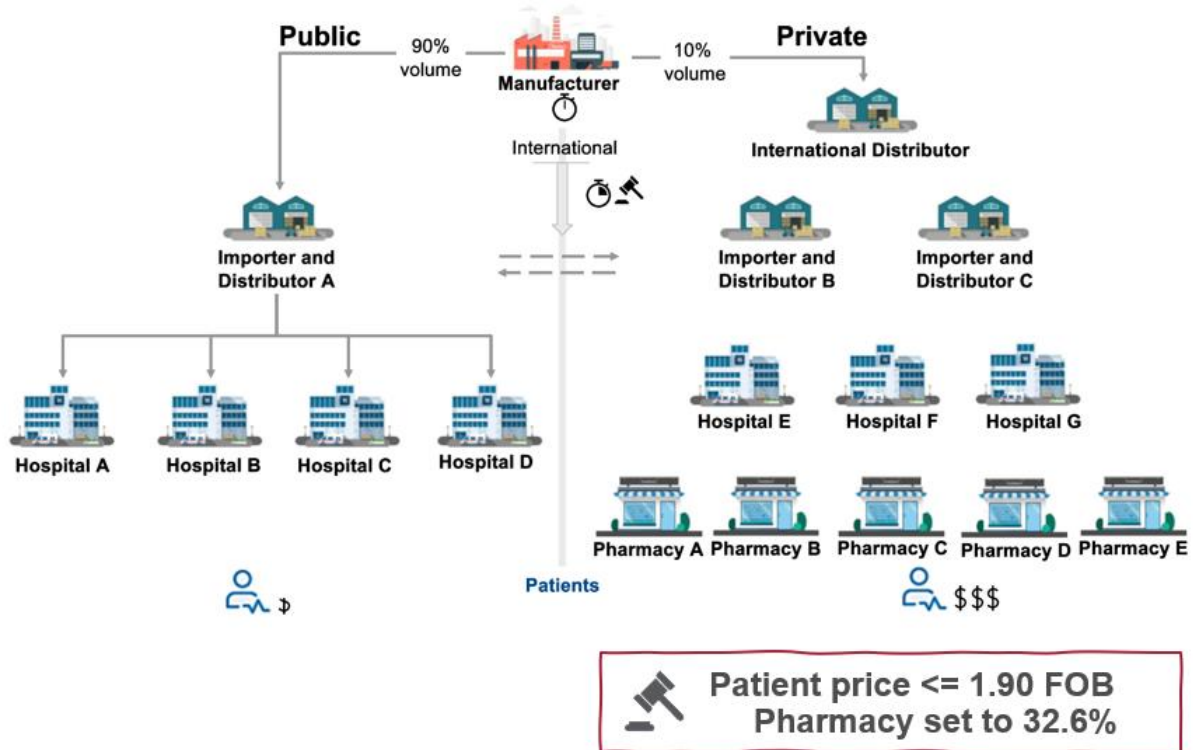 Public
90%
volume
Manufacturer
10%
volume
Private
International
International Distributor
Importer and
Distributor A
Importer and
Distributor B
Importer and
Distributor C
Hospital A
Hospital B
Hospital C
Hospital D
Hospital E
Hospital F
Hospital G
Pharmacy A
Pharmacy B
Pharmacy C
Pharmacy D
Pharmacy E
$
Patients
$$$
Patient price <= 1.90 FOB
Pharmacy set to 32.6%